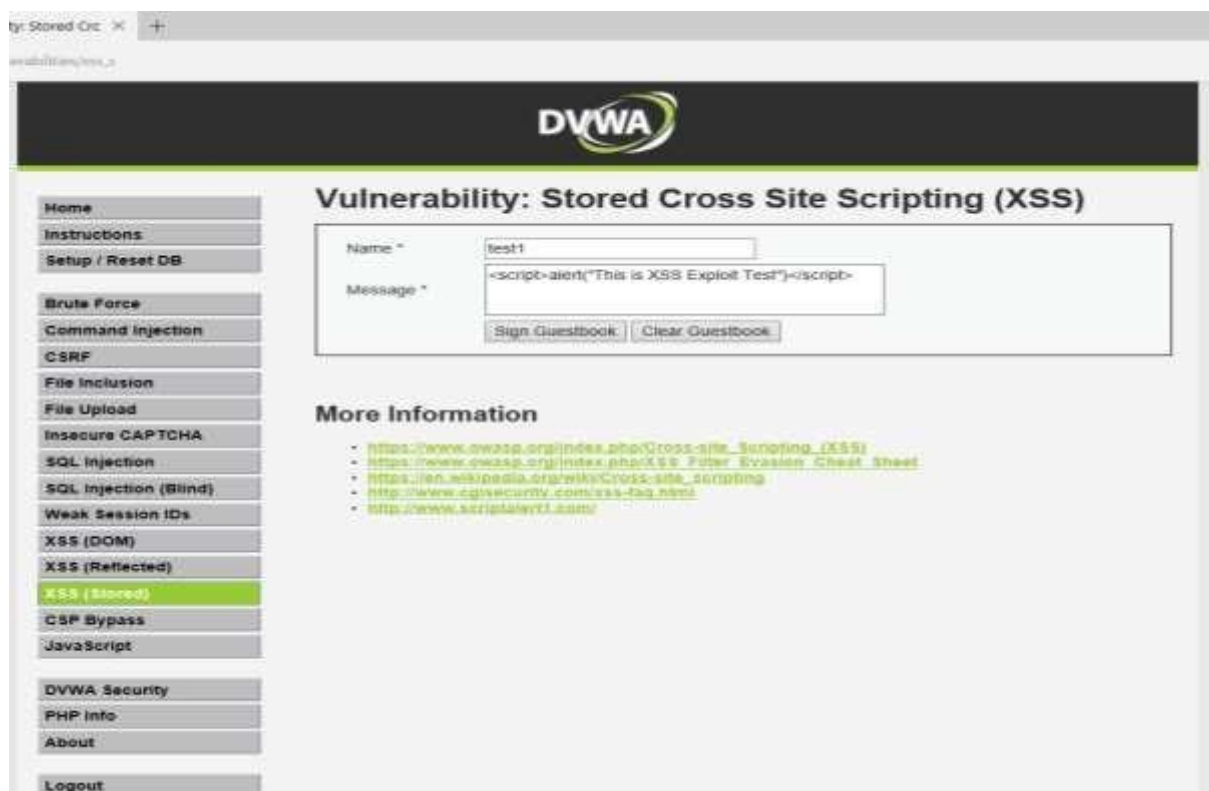 ty: Stored Crc × +
DVWA
Home
Instructions
Setup / Reset DB
Brute Force
Command Injection
CSRF
File Inclusion
File Upload
Insecure CAPTCHA
SQL Injection
SQL Injection (Blind)
Weak Session IDs
XSS (DOM)
XSS (Reflected)
XSS (Stored)
CSP Bypass
JavaScript
DVWA Security
PHP Info
About
Logout
Vulnerability: Stored Cross Site Scripting (XSS)
Name * test1
Message * <script>alert("This is XSS Exploit Test")</script>
Sign Guestbook Clear Guestbook
More Information
https://www.owasp.org/index.php/Cross-site_Scripting_(XSS)
https://www.owasp.org/index.php/XSS_Filter_Evasion_Cheat_Sheet
https://en.wikipedia.org/wiki/Cross-site_scripting
http://www.cgisecurity.com/xss-faq.html
http://www.scriptalert1.com/